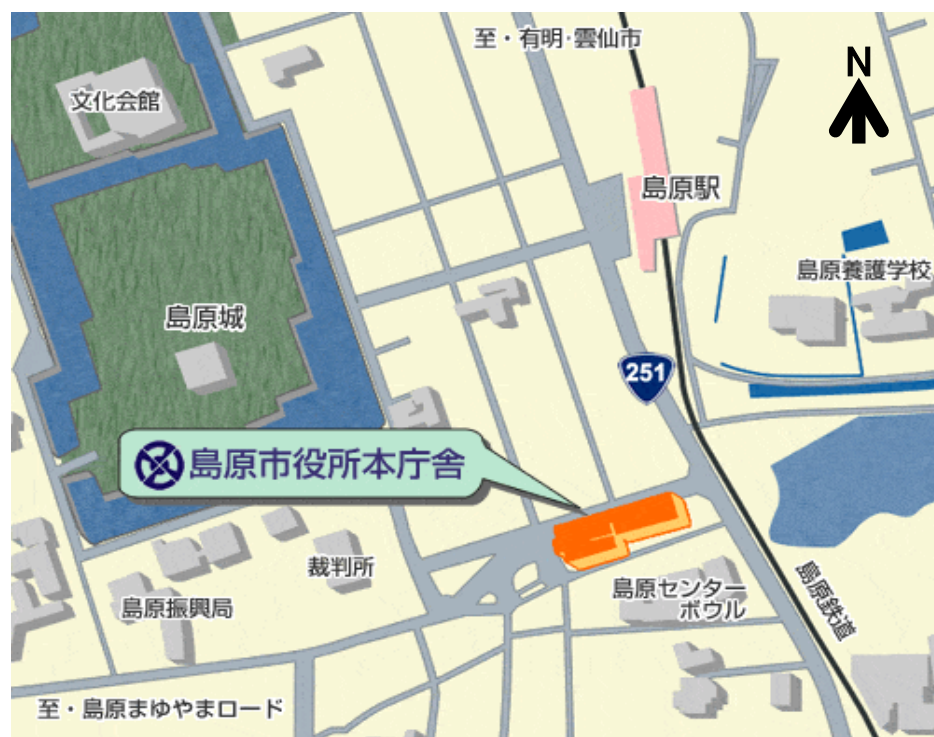 至・有明・雲仙市
N
文化会館
島原駅
島原養護学校
島原城
251
島原市役所本庁舎
裁判所
島原振興局
島原センター
ボウル
島原鉄道
至・島原まゆやまロード